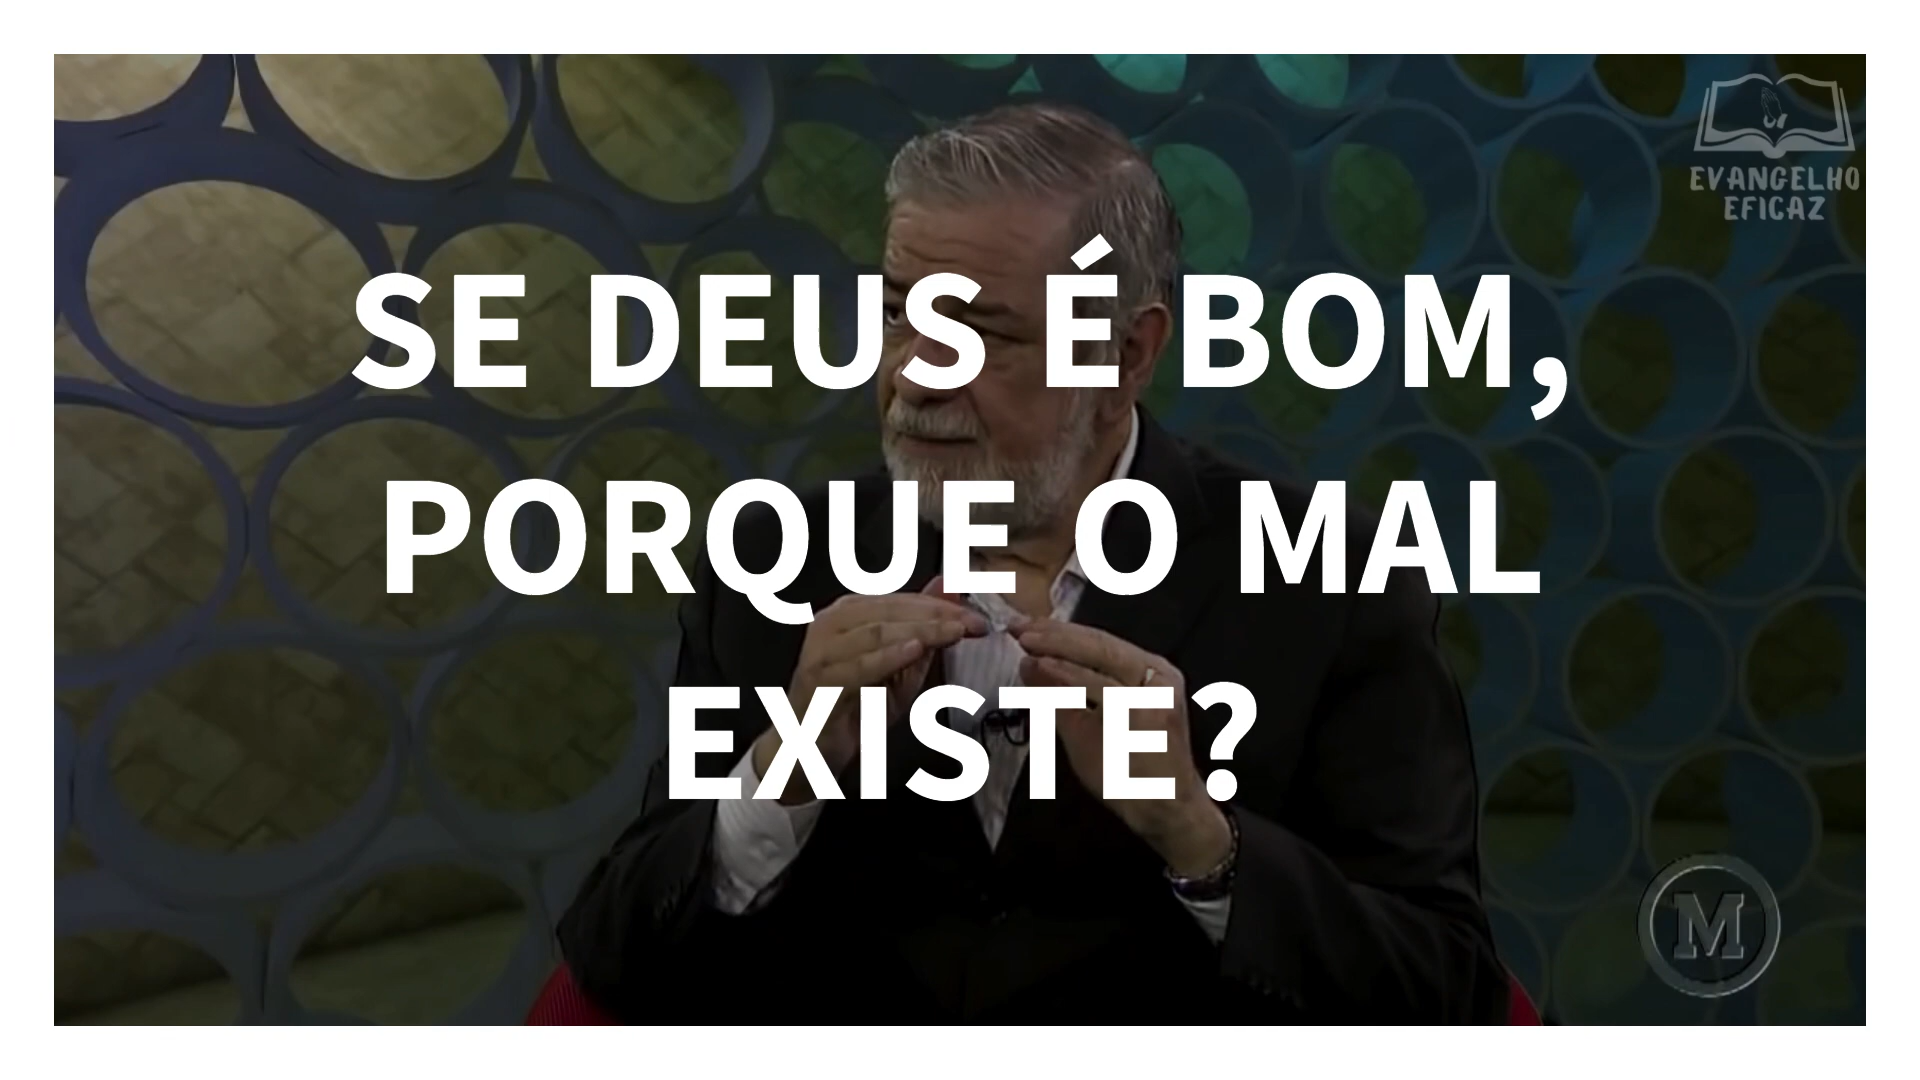 EVANGELHO
EFICAZ
SE DEUS É BOM,
PORQUE O MAL
EXISTE?
M